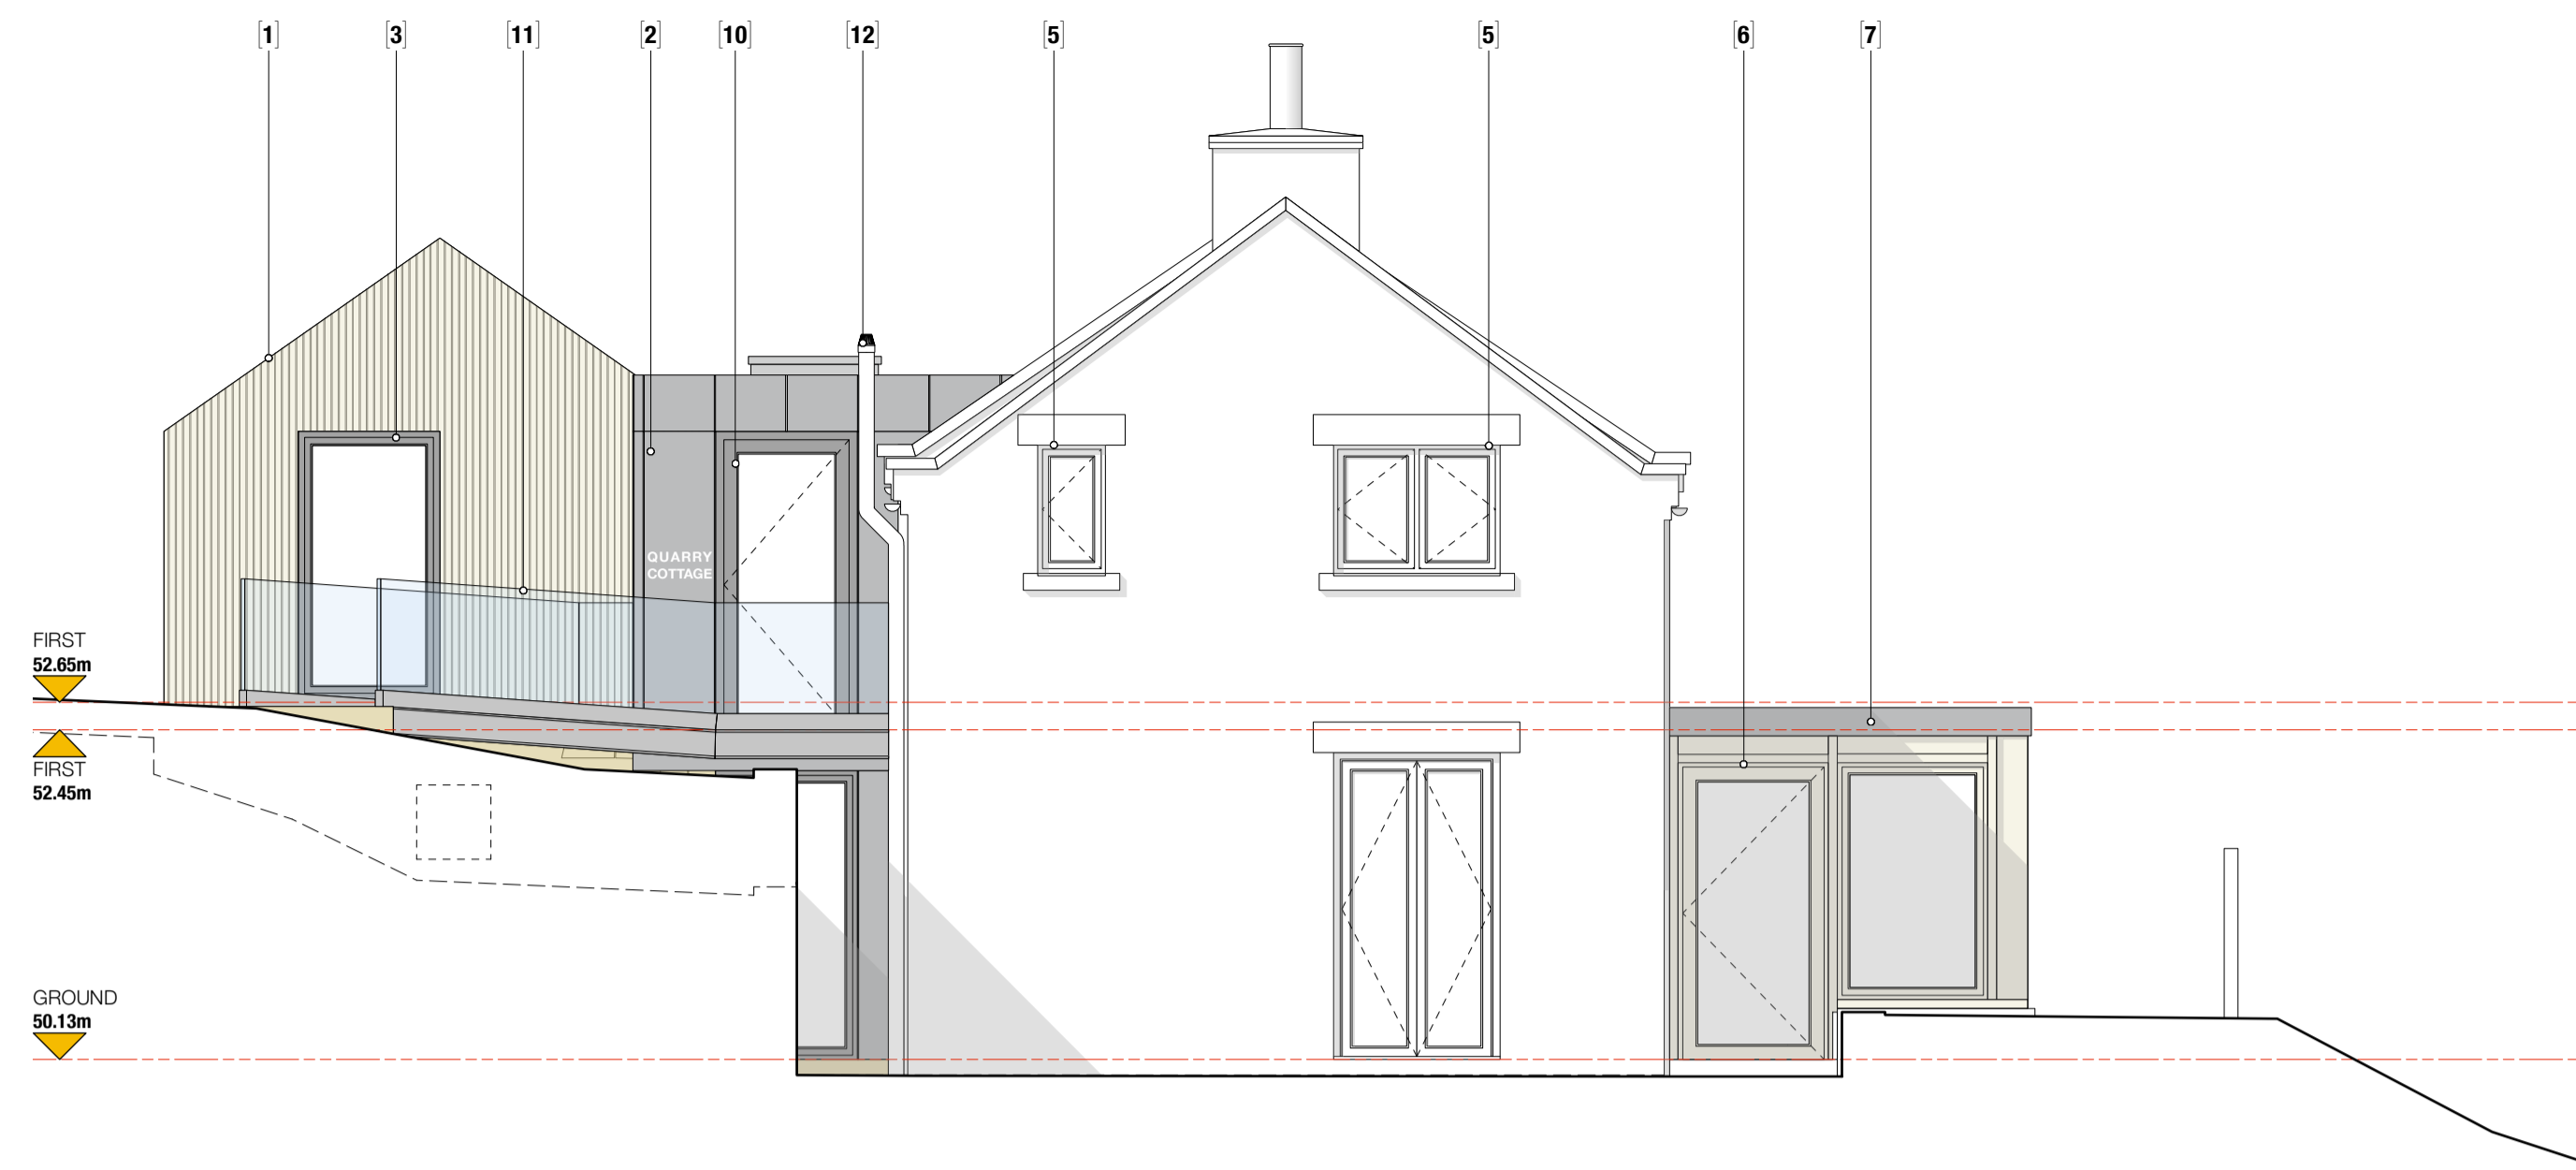 [1]
[3]
[11]
[2]
[10]
[12]
[5]
[5]
[6]
[7]
QUARRY
COTTAGE
FIRST
52.65m
FIRST
52.45m
GROUND
50.13m